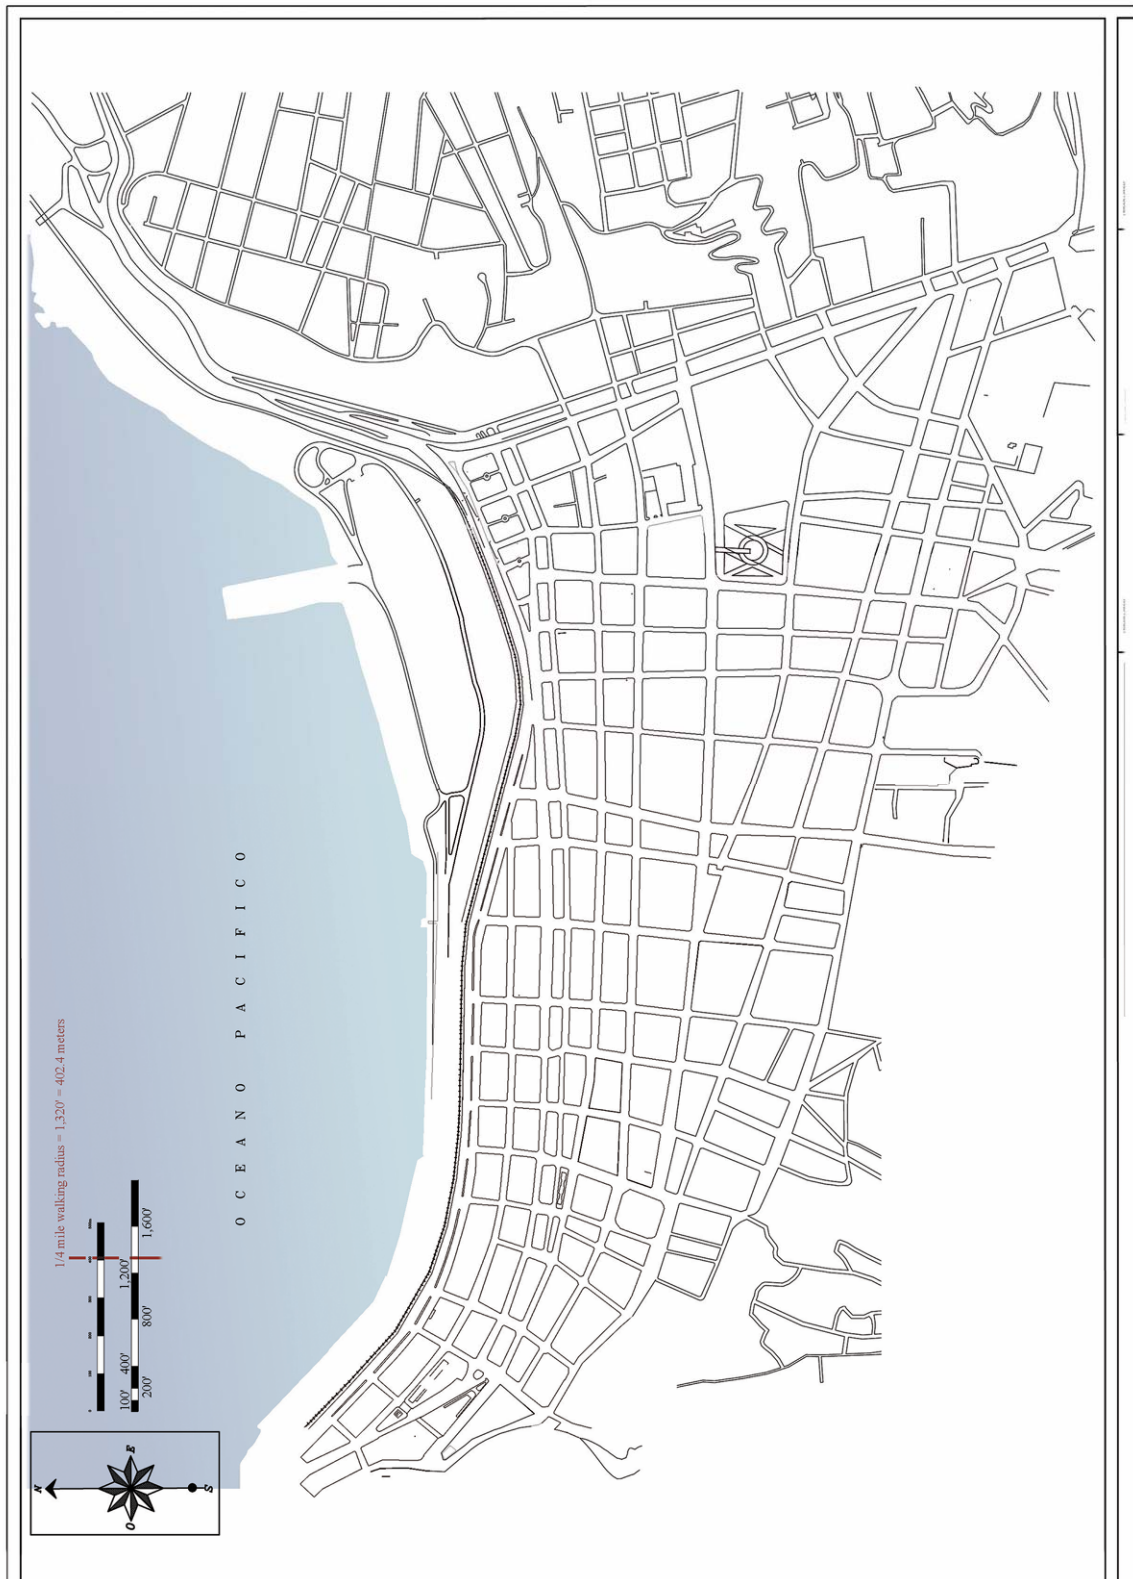 OCEANO PACIFICO
1/4 mile walking radius = 1,320' = 402.4 meters
100' 400' 1,200'
200' 800' 1,600'
N
E
S
O